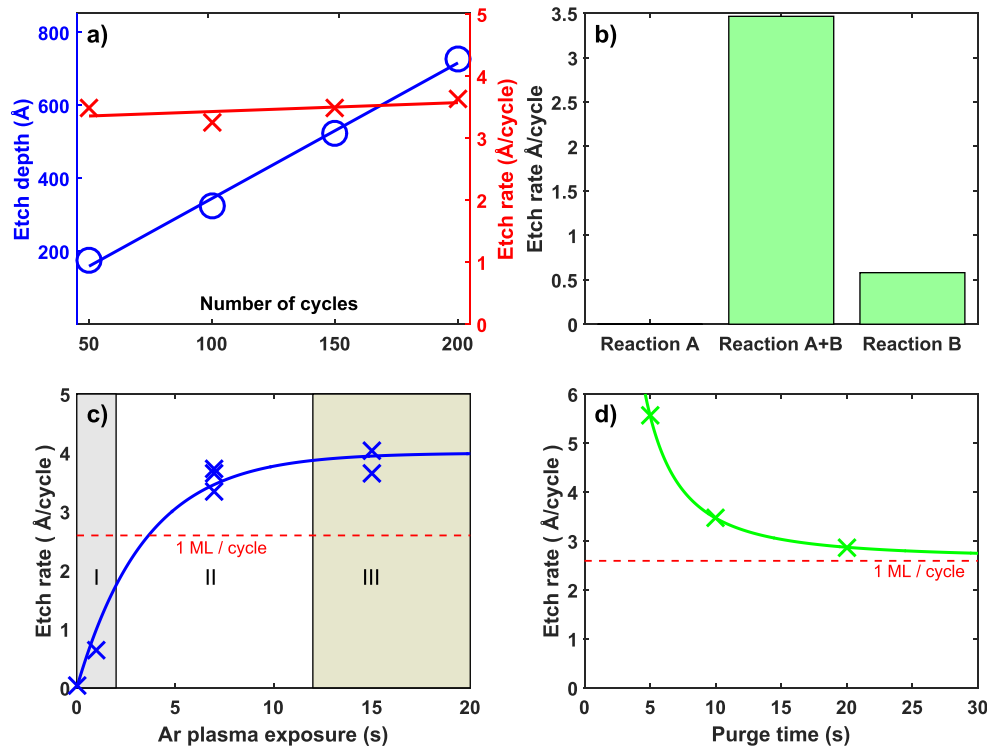 a)
800
600
400
200
Etch depth (Å)
5
4
3
2
1
0
Etch rate (Å/cycle)
Number of cycles
50 100 150 200
b)
3.5
3
2.5
2
1.5
1
0.5
0
Etch rate Å/cycle
Reaction A Reaction A+B Reaction B
c)
5
4
3
2
1
0
Etch rate ( Å/cycle)
1 ML / cycle
I II III
0 5 10 15 20
Ar plasma exposure (s)
d)
6
5
4
3
2
1
0
Etch rate ( Å/cycle)
1 ML / cycle
0 5 10 15 20 25 30
Purge time (s)